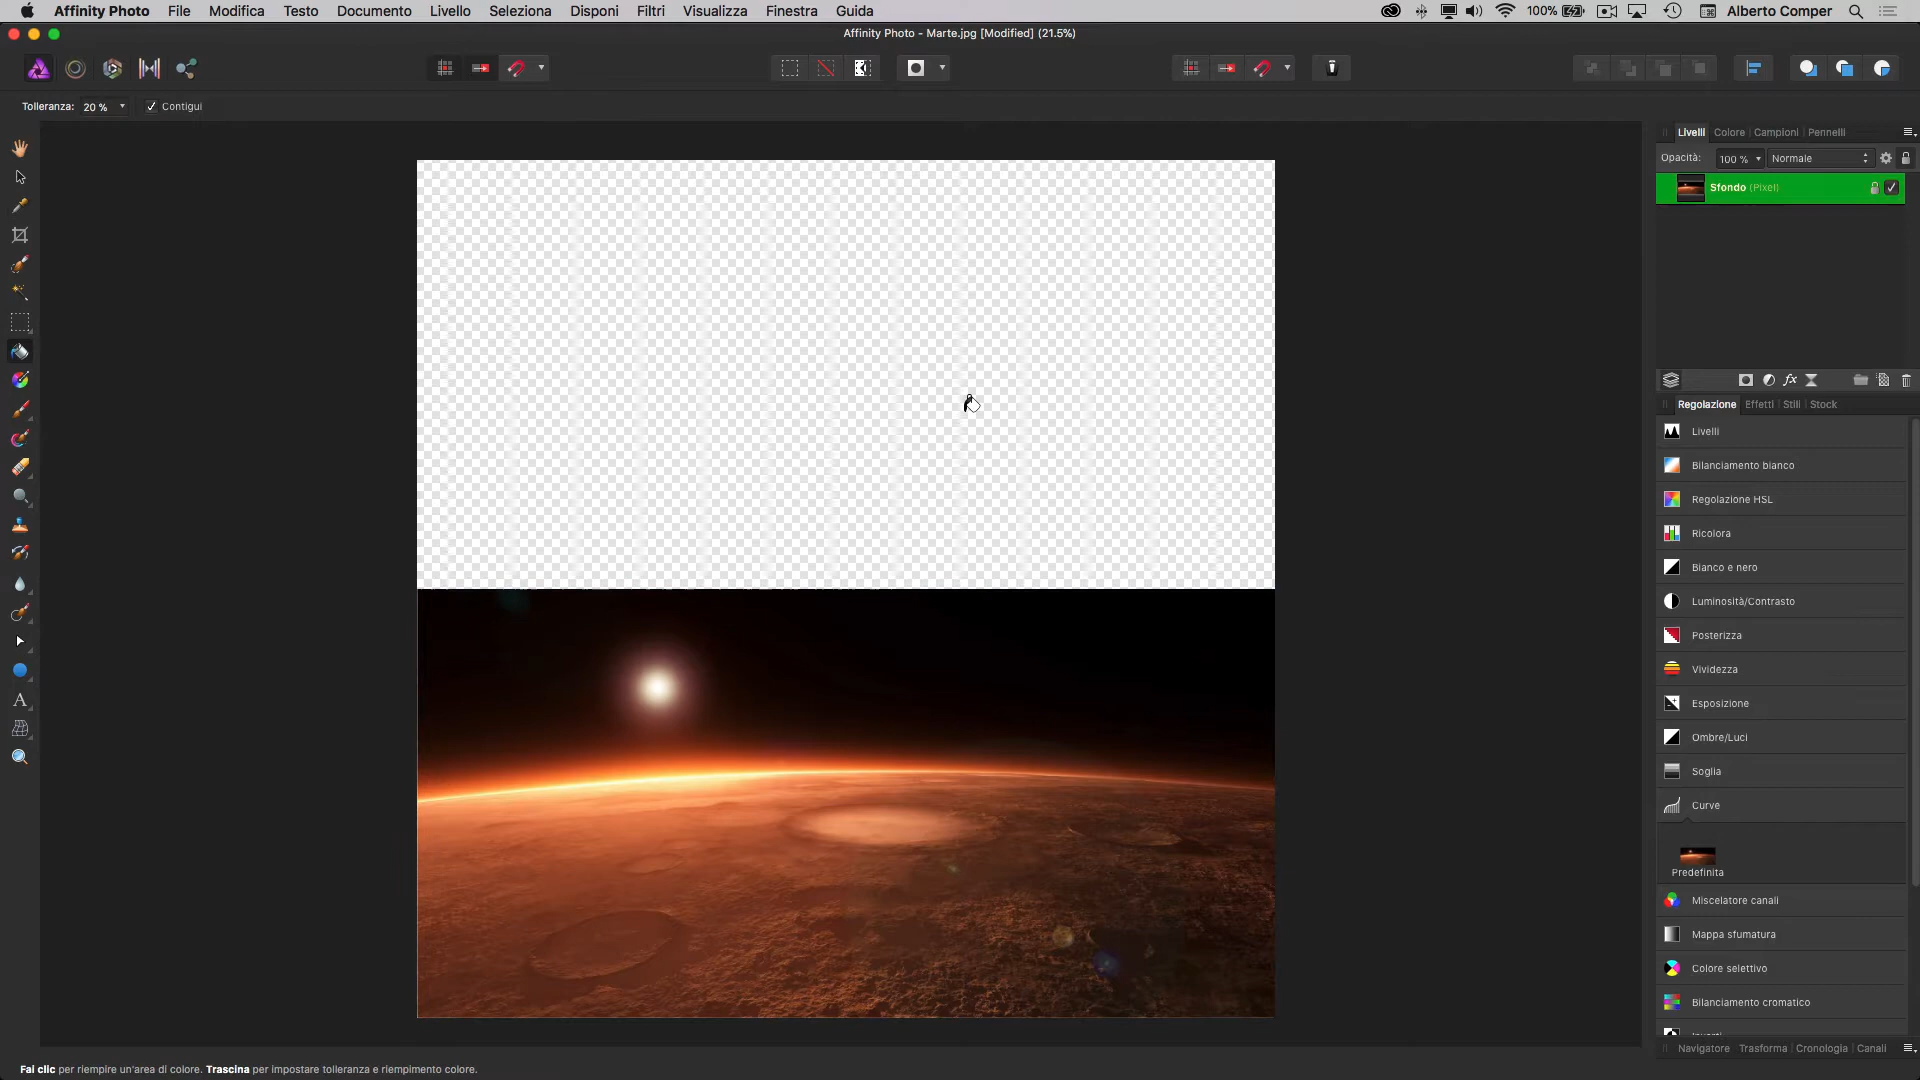 Affinity Photo File Modifica Testo Documento Livello Seleziona Disponi Filtri Visualizza Finestra Guida 100% Alberto Comper
Affinity Photo - Marte.jpg [Modified] (21.5%)
Tolleranza: 20 % Contigui
Livelli Colore Campioni Pennelli
Opacità: 100 % Normale
Sfondo (Pixel)
fx
Regolazione Effetti Stili Stock
Livelli
Bilanciamento bianco
Regolazione HSL
Ricolora
Bianco e nero
Luminosità/Contrasto
Posterizza
Vividezza
Esposizione
Ombre/Luci
A
Soglia
Curve
Predefinita
Miscelatore canali
Mappa sfumatura
Colore selettivo
Bilanciamento cromatico
Navigatore Trasforma Cronologia Canali
Fai clic per riempire un'area di colore. Trascina per impostare tolleranza e riempimento colore.